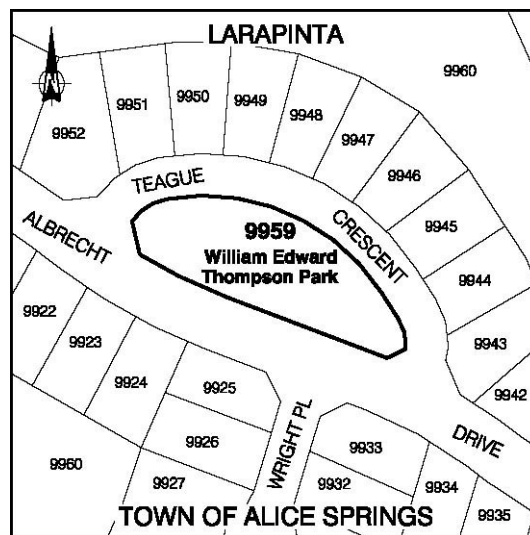 LARAPINTA
9960
9951
9950
9949
9948
9952
9947
9946
TEAGUE
CRESCENT
9945
9959
William Edward
Thompson Park
ALBRECHT
9944
9922
9923
9943
9924
9925
9942
9926
WRIGHT PL
9933
DRIVE
9960
9927
9932
9934
9935
TOWN OF ALICE SPRINGS